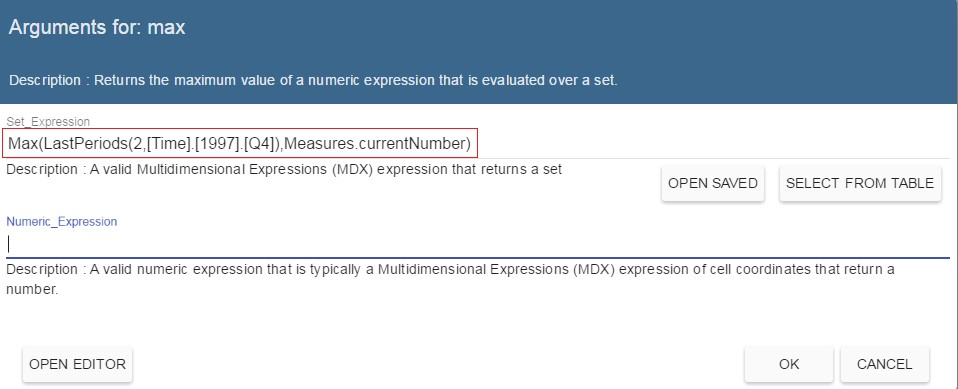 Arguments for: max
Description : Returns the maximum value of a numeric expression that is evaluated over a set.
Set_Expression
Max(LastPeriods(2,[Time].[1997].[Q4]),Measures.currentNumber)
Description : A valid Multidimensional Expressions (MDX) expression that returns a set
OPEN SAVED
SELECT FROM TABLE
Numeric_Expression
Description : A valid numeric expression that is typically a Multidimensional Expressions (MDX) expression of cell coordinates that return a
number.
OPEN EDITOR
OK
CANCEL